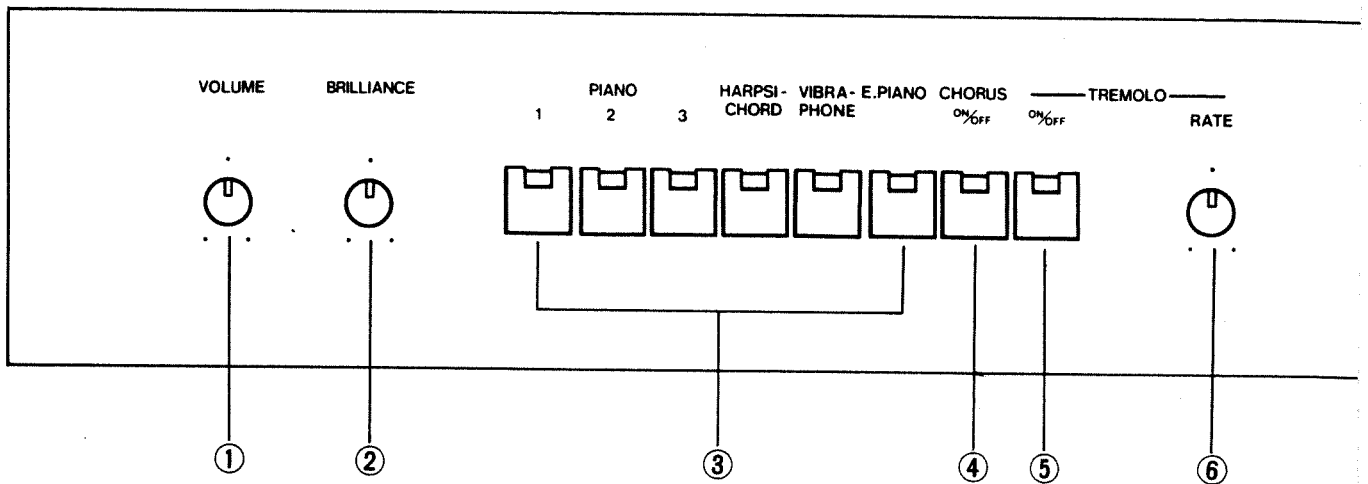 VOLUME
BRILLIANCE
PIANO
1 2 3
HARPSI-
CHORD
VIBRA-
PHONE
E.PIANO
CHORUS
ON/OFF
TREMOLO
ON/OFF
RATE
① ② ③ ④ ⑤ ⑥